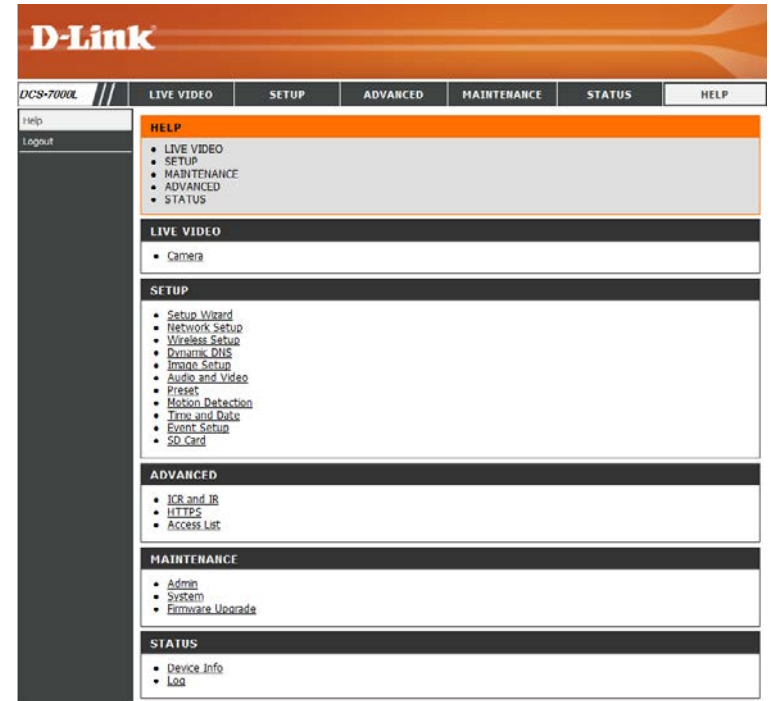 D-Link
DCS-7000L
LIVE VIDEO
SETUP
ADVANCED
MAINTENANCE
STATUS
HELP
Help
Logout
HELP
LIVE VIDEO
SETUP
MAINTENANCE
ADVANCED
STATUS
LIVE VIDEO
Camera
SETUP
Setup Wizard
Network Setup
Wireless Setup
Dynamic DNS
Image Setup
Audio and Video
Preset
Motion Detection
Time and Date
Event Setup
SD Card
ADVANCED
ICR and IR
HTTPS
Access List
MAINTENANCE
Admin
System
Firmware Upgrade
STATUS
Device Info
Log